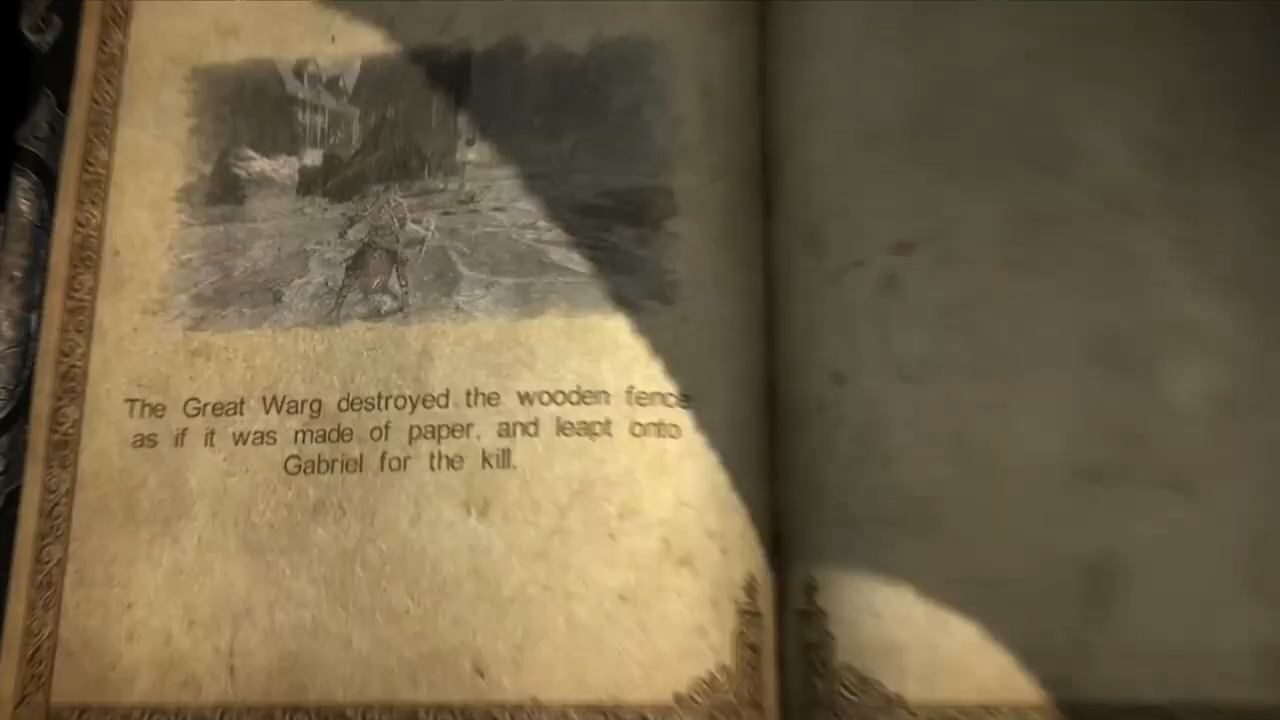 The Great Warg destroyed the wooden fence
as if it was made of paper, and leapt onto
Gabriel for the kill.